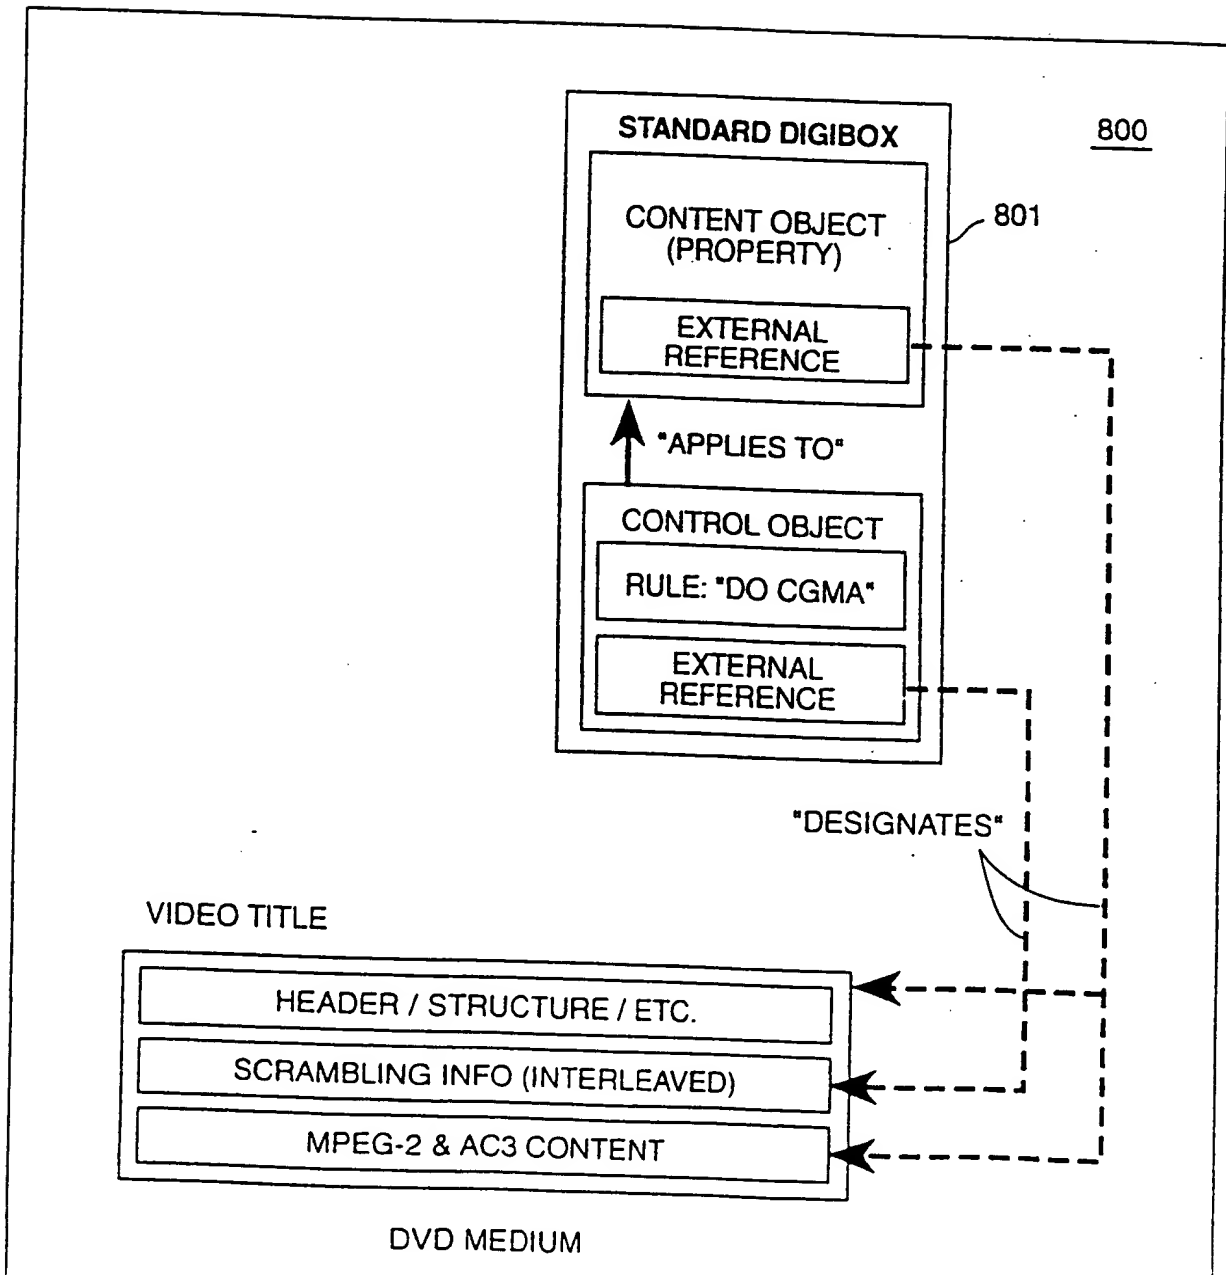 STANDARD DIGIBOX
800
CONTENT OBJECT
(PROPERTY)
801
EXTERNAL
REFERENCE
"APPLIES TO"
CONTROL OBJECT
RULE: "DO CGMA"
EXTERNAL
REFERENCE
"DESIGNATES"
VIDEO TITLE
HEADER / STRUCTURE / ETC.
SCRAMBLING INFO (INTERLEAVED)
MPEG-2 & AC3 CONTENT
DVD MEDIUM